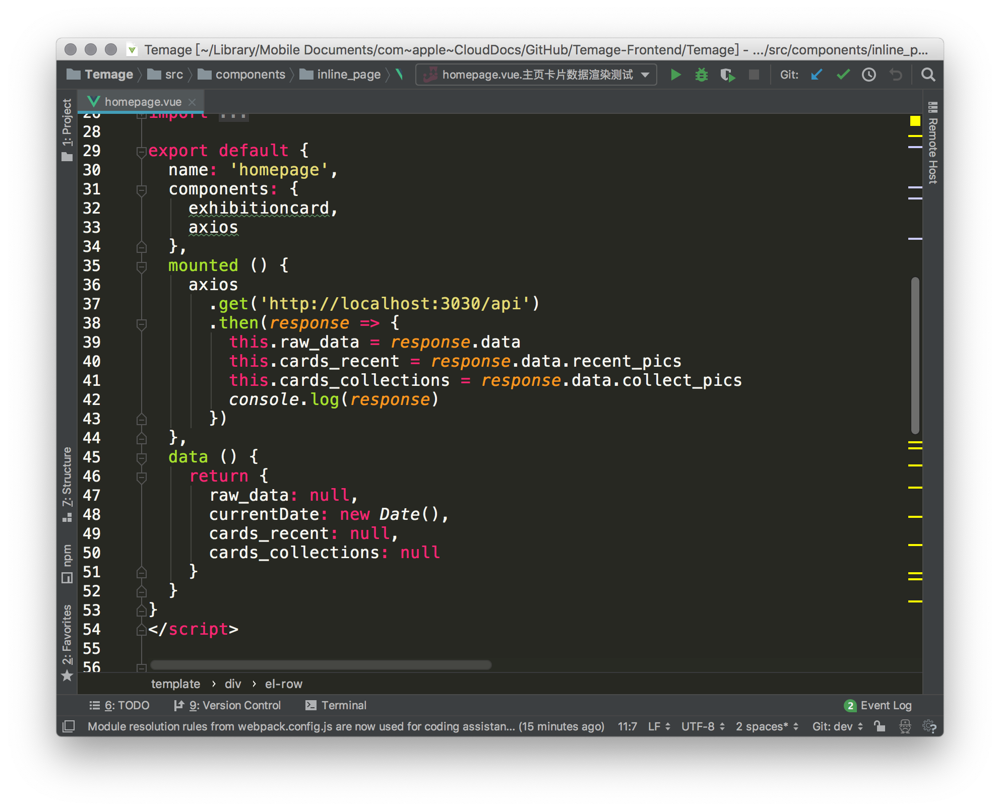 Temage [~/Library/Mobile Documents/com~apple~CloudDocs/GitHub/Temage-Frontend/Temage] - .../src/components/inline_p...
Temage src components inline_page homepage.vue.主页卡片数据渲染测试 Git:
homepage.vue
1: Project
7: Structure
npm
2: Favorites
Remote Host
26 import ...
28
29 export default {
30 name: 'homepage',
31 components: {
32 exhibitioncard,
33 axios
34 },
35 mounted () {
36 axios
37 .get('http://localhost:3030/api')
38 .then(response => {
39 this.raw_data = response.data
40 this.cards_recent = response.data.recent_pics
41 this.cards_collections = response.data.collect_pics
42 console.log(response)
43 })
44 },
45 data () {
46 return {
47 raw_data: null,
48 currentDate: new Date(),
49 cards_recent: null,
50 cards_collections: null
51 }
52 }
53 }
54 </script>
55
56
template › div › el-row
6: TODO 9: Version Control Terminal 2 Event Log
Module resolution rules from webpack.config.js are now used for coding assistan... (15 minutes ago) 11:7 LF UTF-8 2 spaces* Git: dev